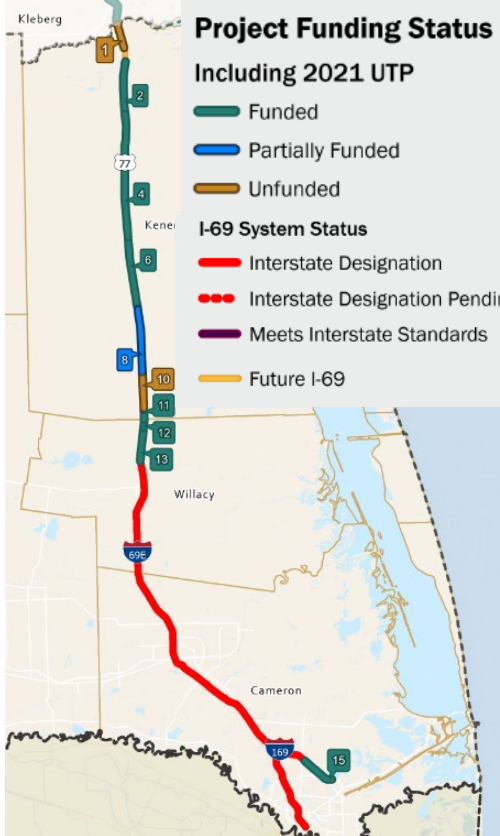 Kleberg
Project Funding Status
Including 2021 UTP
Funded
Partially Funded
Unfunded
I-69 System Status
Interstate Designation
Interstate Designation Pendin
Meets Interstate Standards
Future I-69
1
2
77
4
Kene
6
8
10
11
12
13
Willacy
69E
Cameron
169
15